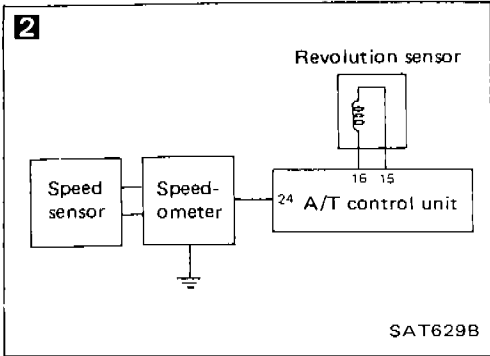 2
Revolution sensor
16 15
Speed
sensor
Speed-
ometer
24 A/T control unit
SAT629B